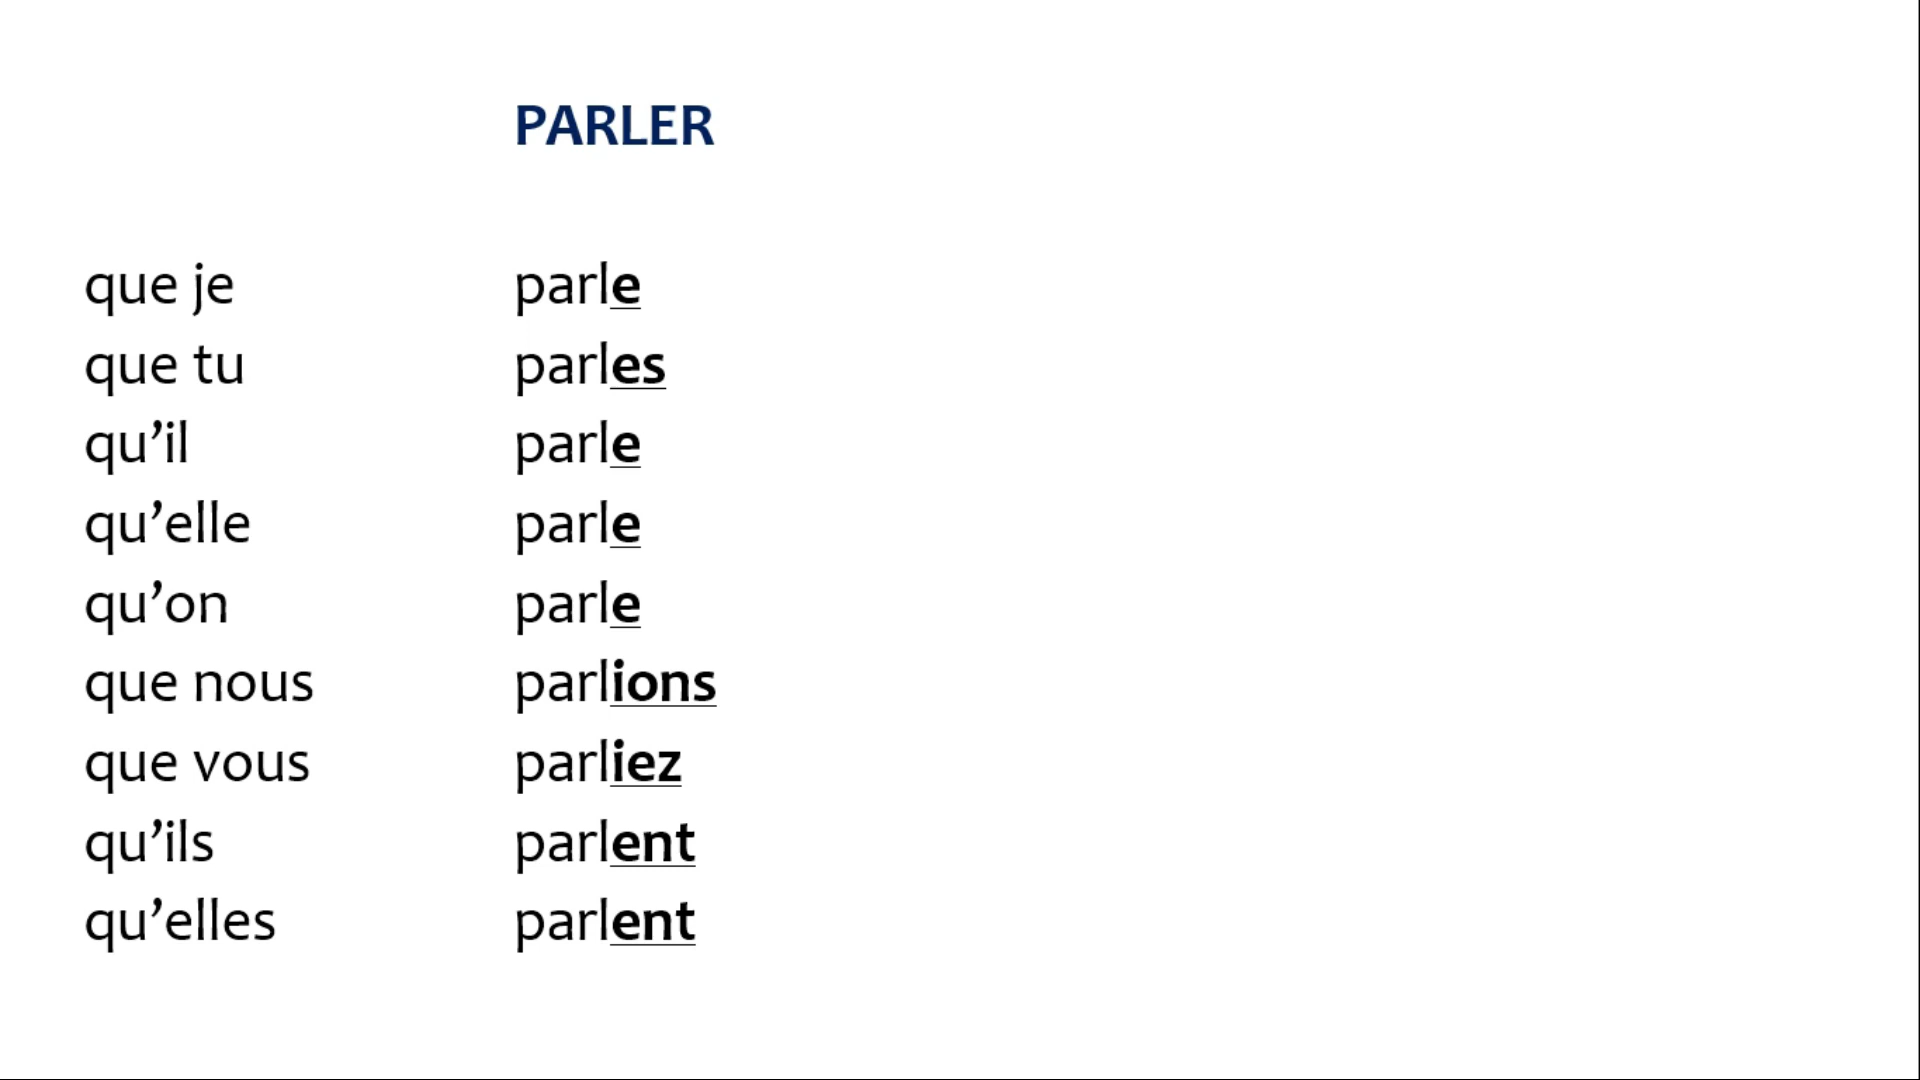 PARLER
que je parle
que tu parles
qu’il parle
qu’elle parle
qu’on parle
que nous parlions
que vous parliez
qu’ils parlent
qu’elles parlent